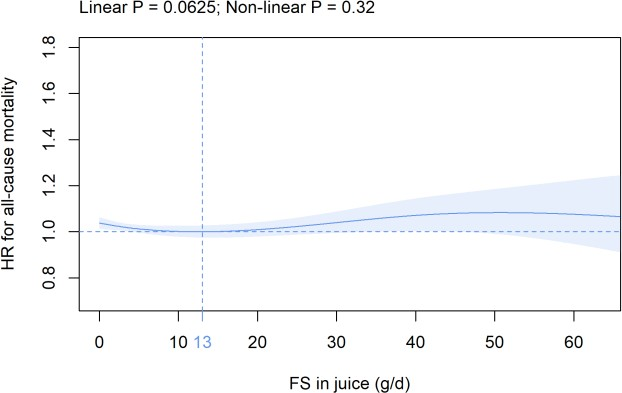 Linear P = 0.0625; Non-linear P = 0.32
HR for all-cause mortality
1.8
1.6
1.4
1.2
1.0
0.8
0 10 13 20 30 40 50 60
FS in juice (g/d)